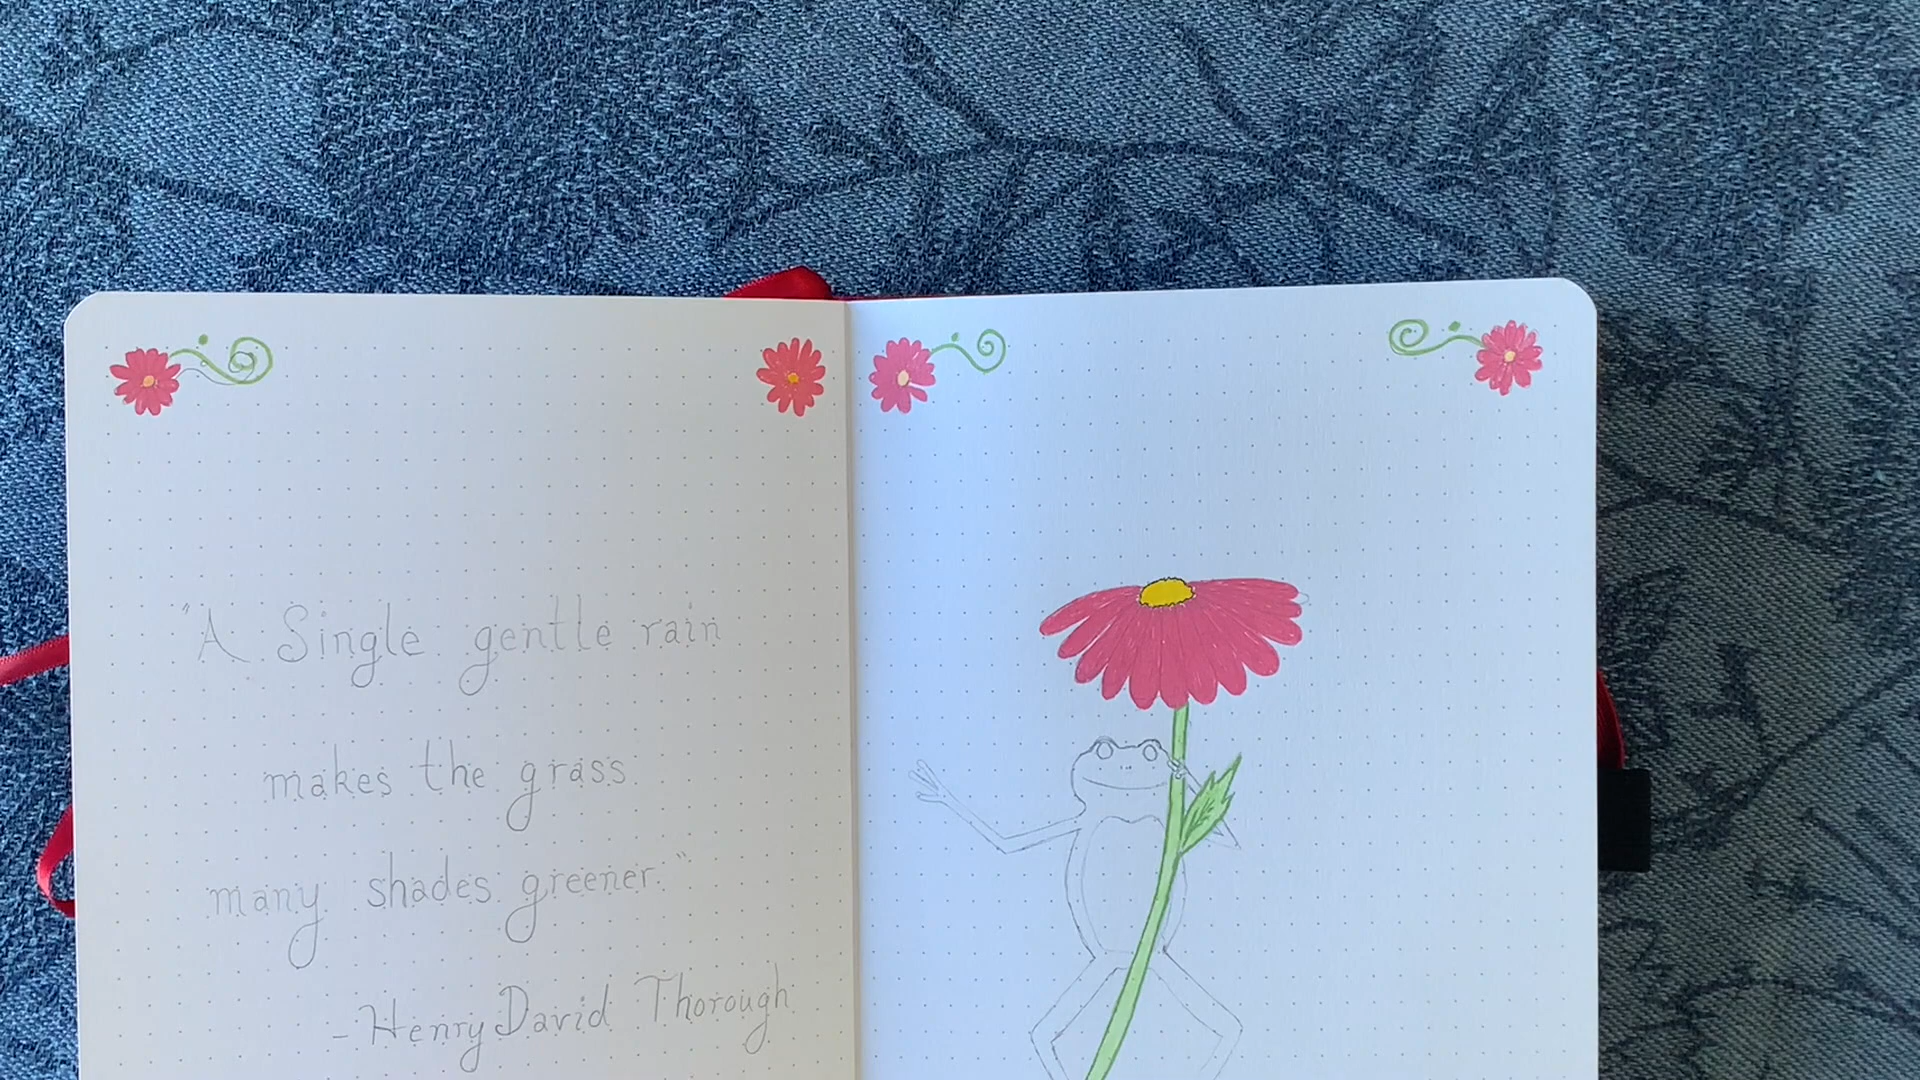 "A Single gentle rain
makes the grass
many shades greener."
- Henry David Thorough